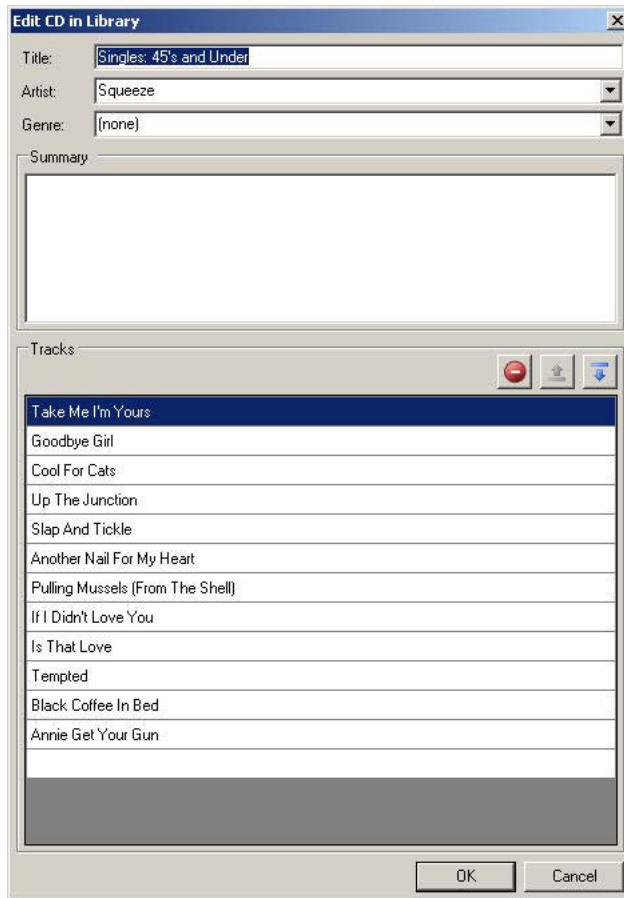 Edit CD in Library
Title: Singles: 45's and Under
Artist: Squeeze
Genre: (none)
Summary
Tracks
Take Me I'm Yours
Goodbye Girl
Cool For Cats
Up The Junction
Slap And Tickle
Another Nail For My Heart
Pulling Mussels (From The Shell)
If I Didn't Love You
Is That Love
Tempted
Black Coffee In Bed
Annie Get Your Gun
OK Cancel